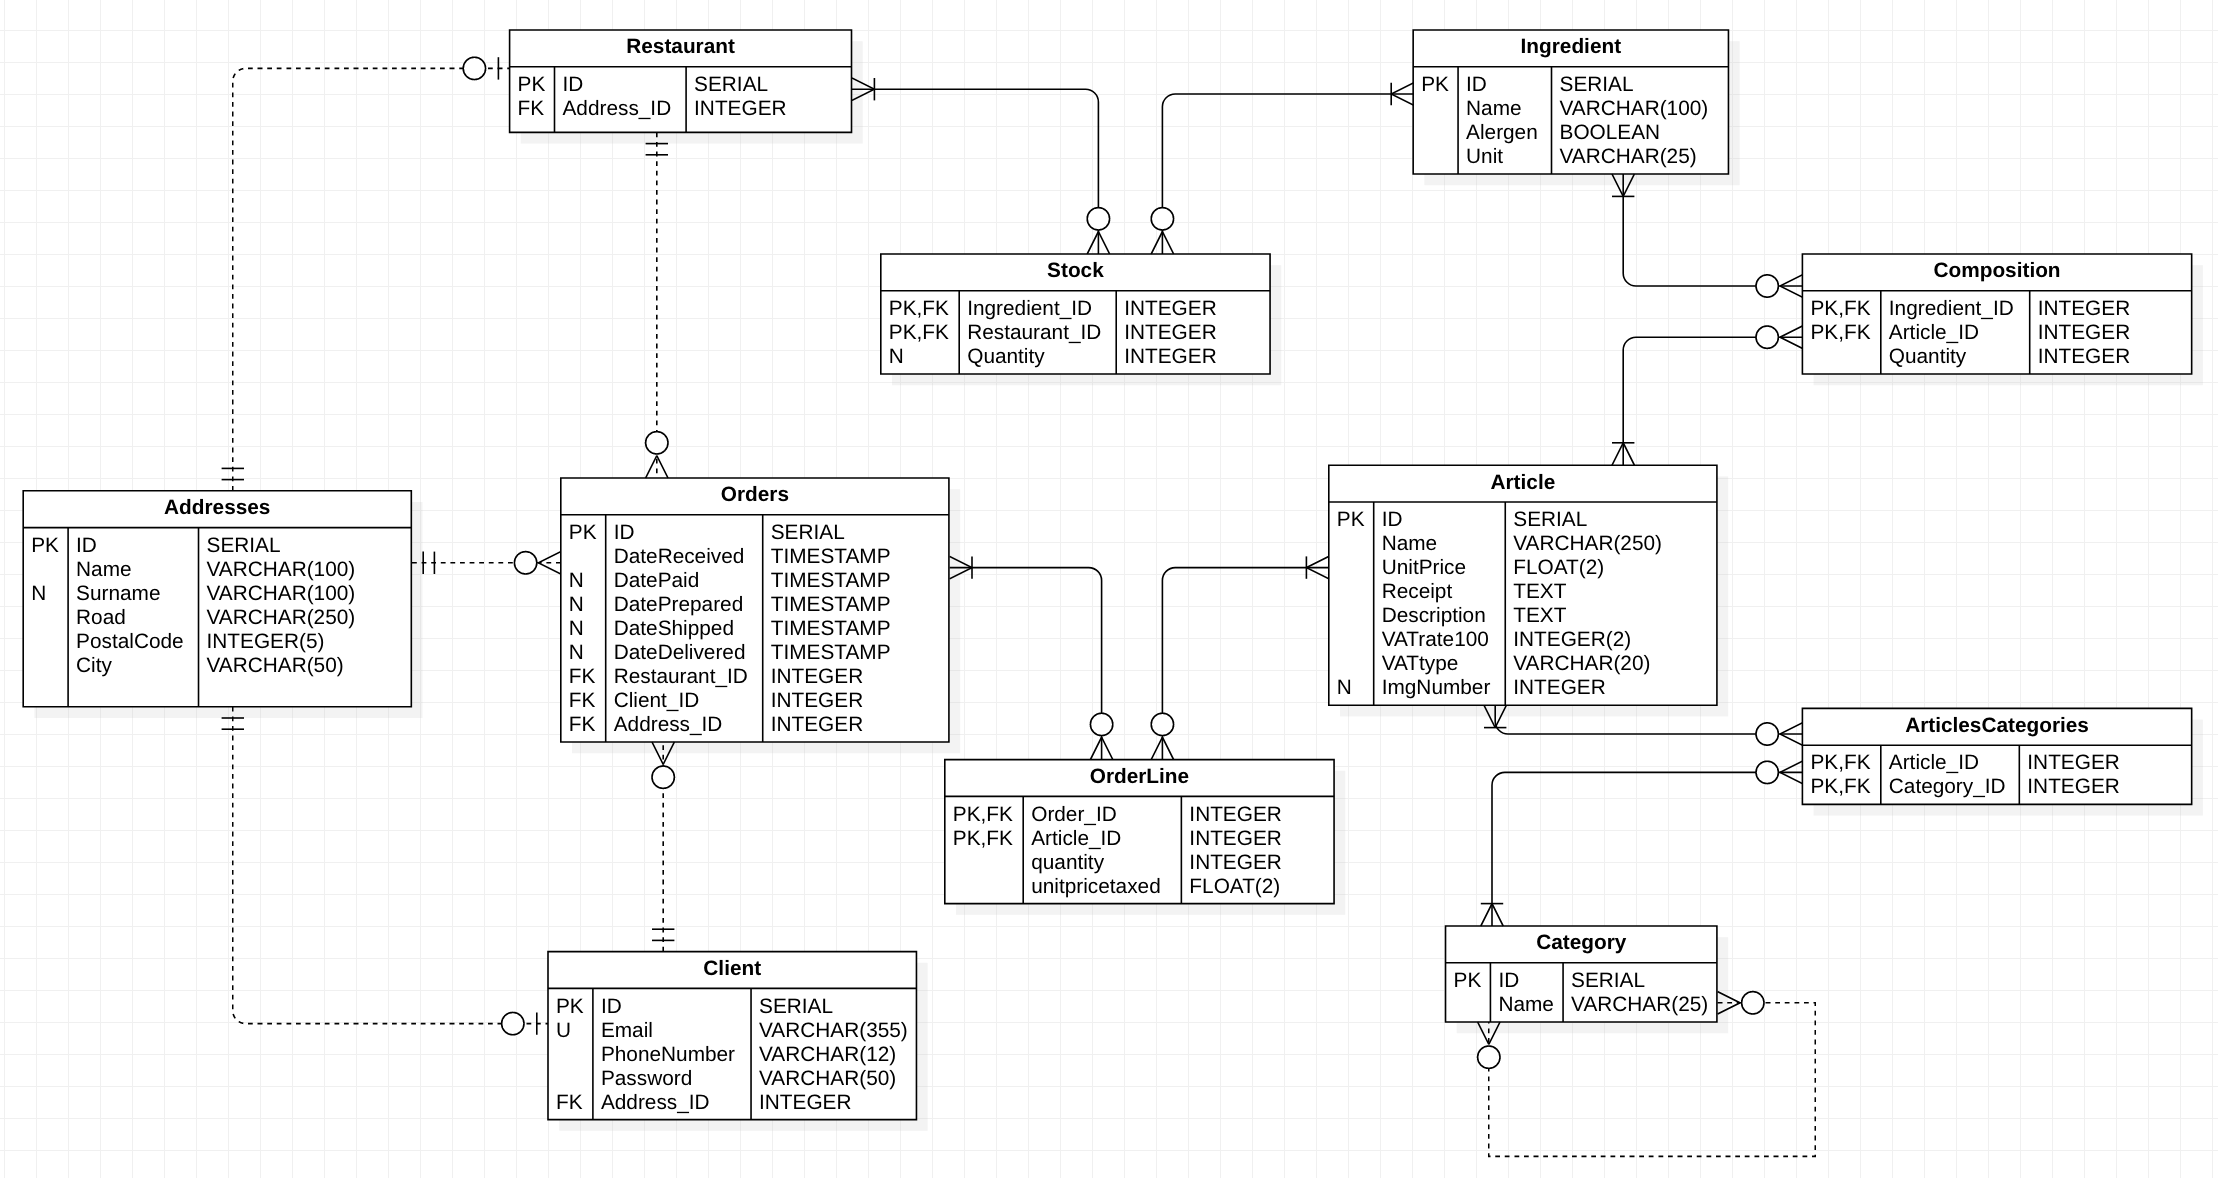 Restaurant
PK ID SERIAL
FK Address_ID INTEGER
Ingredient
PK ID SERIAL
Name VARCHAR(100)
Alergen BOOLEAN
Unit VARCHAR(25)
Stock
PK,FK Ingredient_ID INTEGER
PK,FK Restaurant_ID INTEGER
N Quantity INTEGER
Composition
PK,FK Ingredient_ID INTEGER
PK,FK Article_ID INTEGER
Quantity INTEGER
Addresses
PK ID SERIAL
Name VARCHAR(100)
N Surname VARCHAR(100)
Road VARCHAR(250)
PostalCode INTEGER(5)
City VARCHAR(50)
Orders
PK ID SERIAL
DateReceived TIMESTAMP
N DatePaid TIMESTAMP
N DatePrepared TIMESTAMP
N DateShipped TIMESTAMP
N DateDelivered TIMESTAMP
FK Restaurant_ID INTEGER
FK Client_ID INTEGER
FK Address_ID INTEGER
Article
PK ID SERIAL
Name VARCHAR(250)
UnitPrice FLOAT(2)
Receipt TEXT
Description TEXT
VATrate100 INTEGER(2)
VATtype VARCHAR(20)
N ImgNumber INTEGER
ArticlesCategories
PK,FK Article_ID INTEGER
PK,FK Category_ID INTEGER
OrderLine
PK,FK Order_ID INTEGER
PK,FK Article_ID INTEGER
quantity INTEGER
unitpricetaxed FLOAT(2)
Client
PK ID SERIAL
U Email VARCHAR(355)
PhoneNumber VARCHAR(12)
Password VARCHAR(50)
FK Address_ID INTEGER
Category
PK ID SERIAL
Name VARCHAR(25)